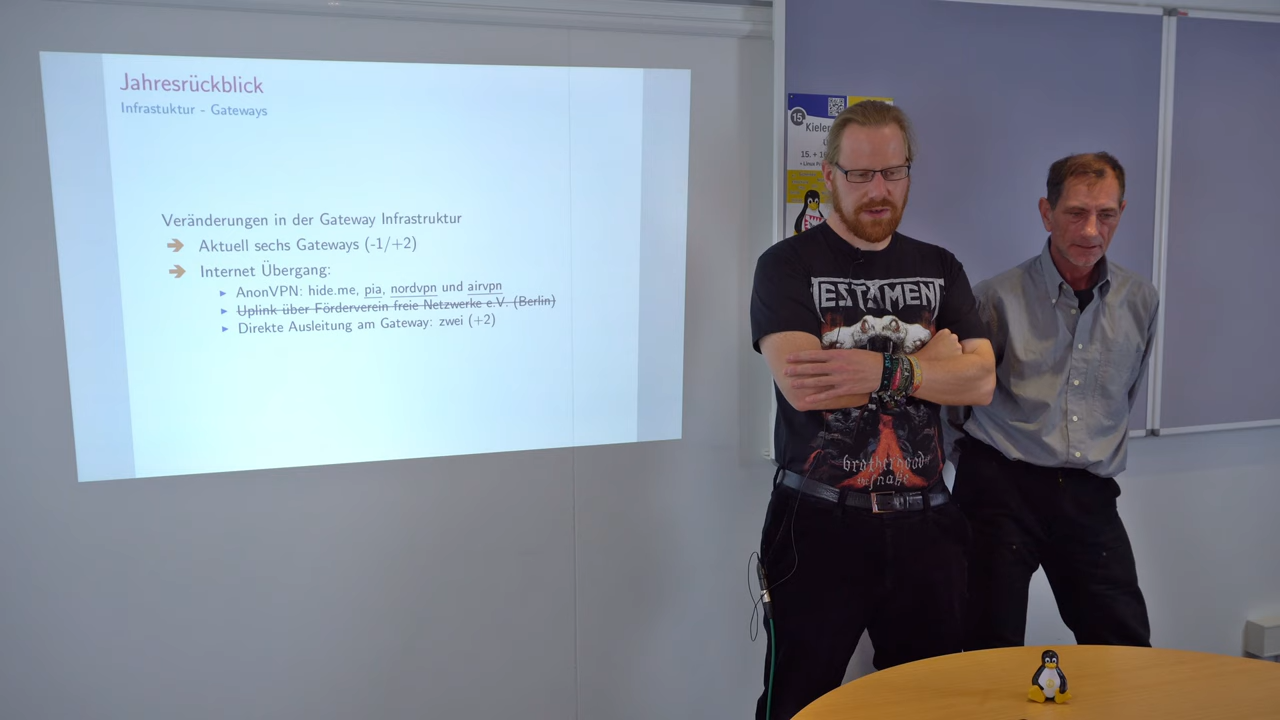 Jahresrückblick
Infrastuktur - Gateways
Veränderungen in der Gateway Infrastruktur
Aktuell sechs Gateways (-1/+2)
Internet Übergang:
AnonVPN: hide.me, pia, nordvpn und airvpn
Uplink über Förderverein freie Netzwerke e.V. (Berlin)
Direkte Ausleitung am Gateway: zwei (+2)
15.
Kieler
15. + 16
TESTAMENT
Brotherhood of
the Snake